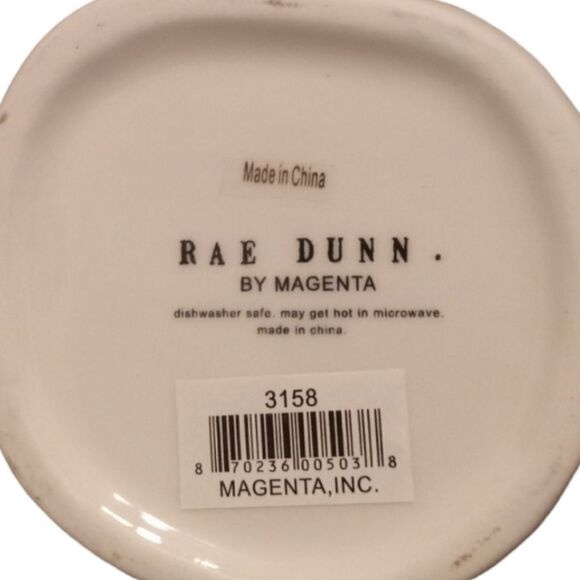 Made in China
RAE DUNN.
BY MAGENTA
dishwasher safe. may get hot in microwave.
made in china.
3158
8 70236 00503 8
MAGENTA, INC.